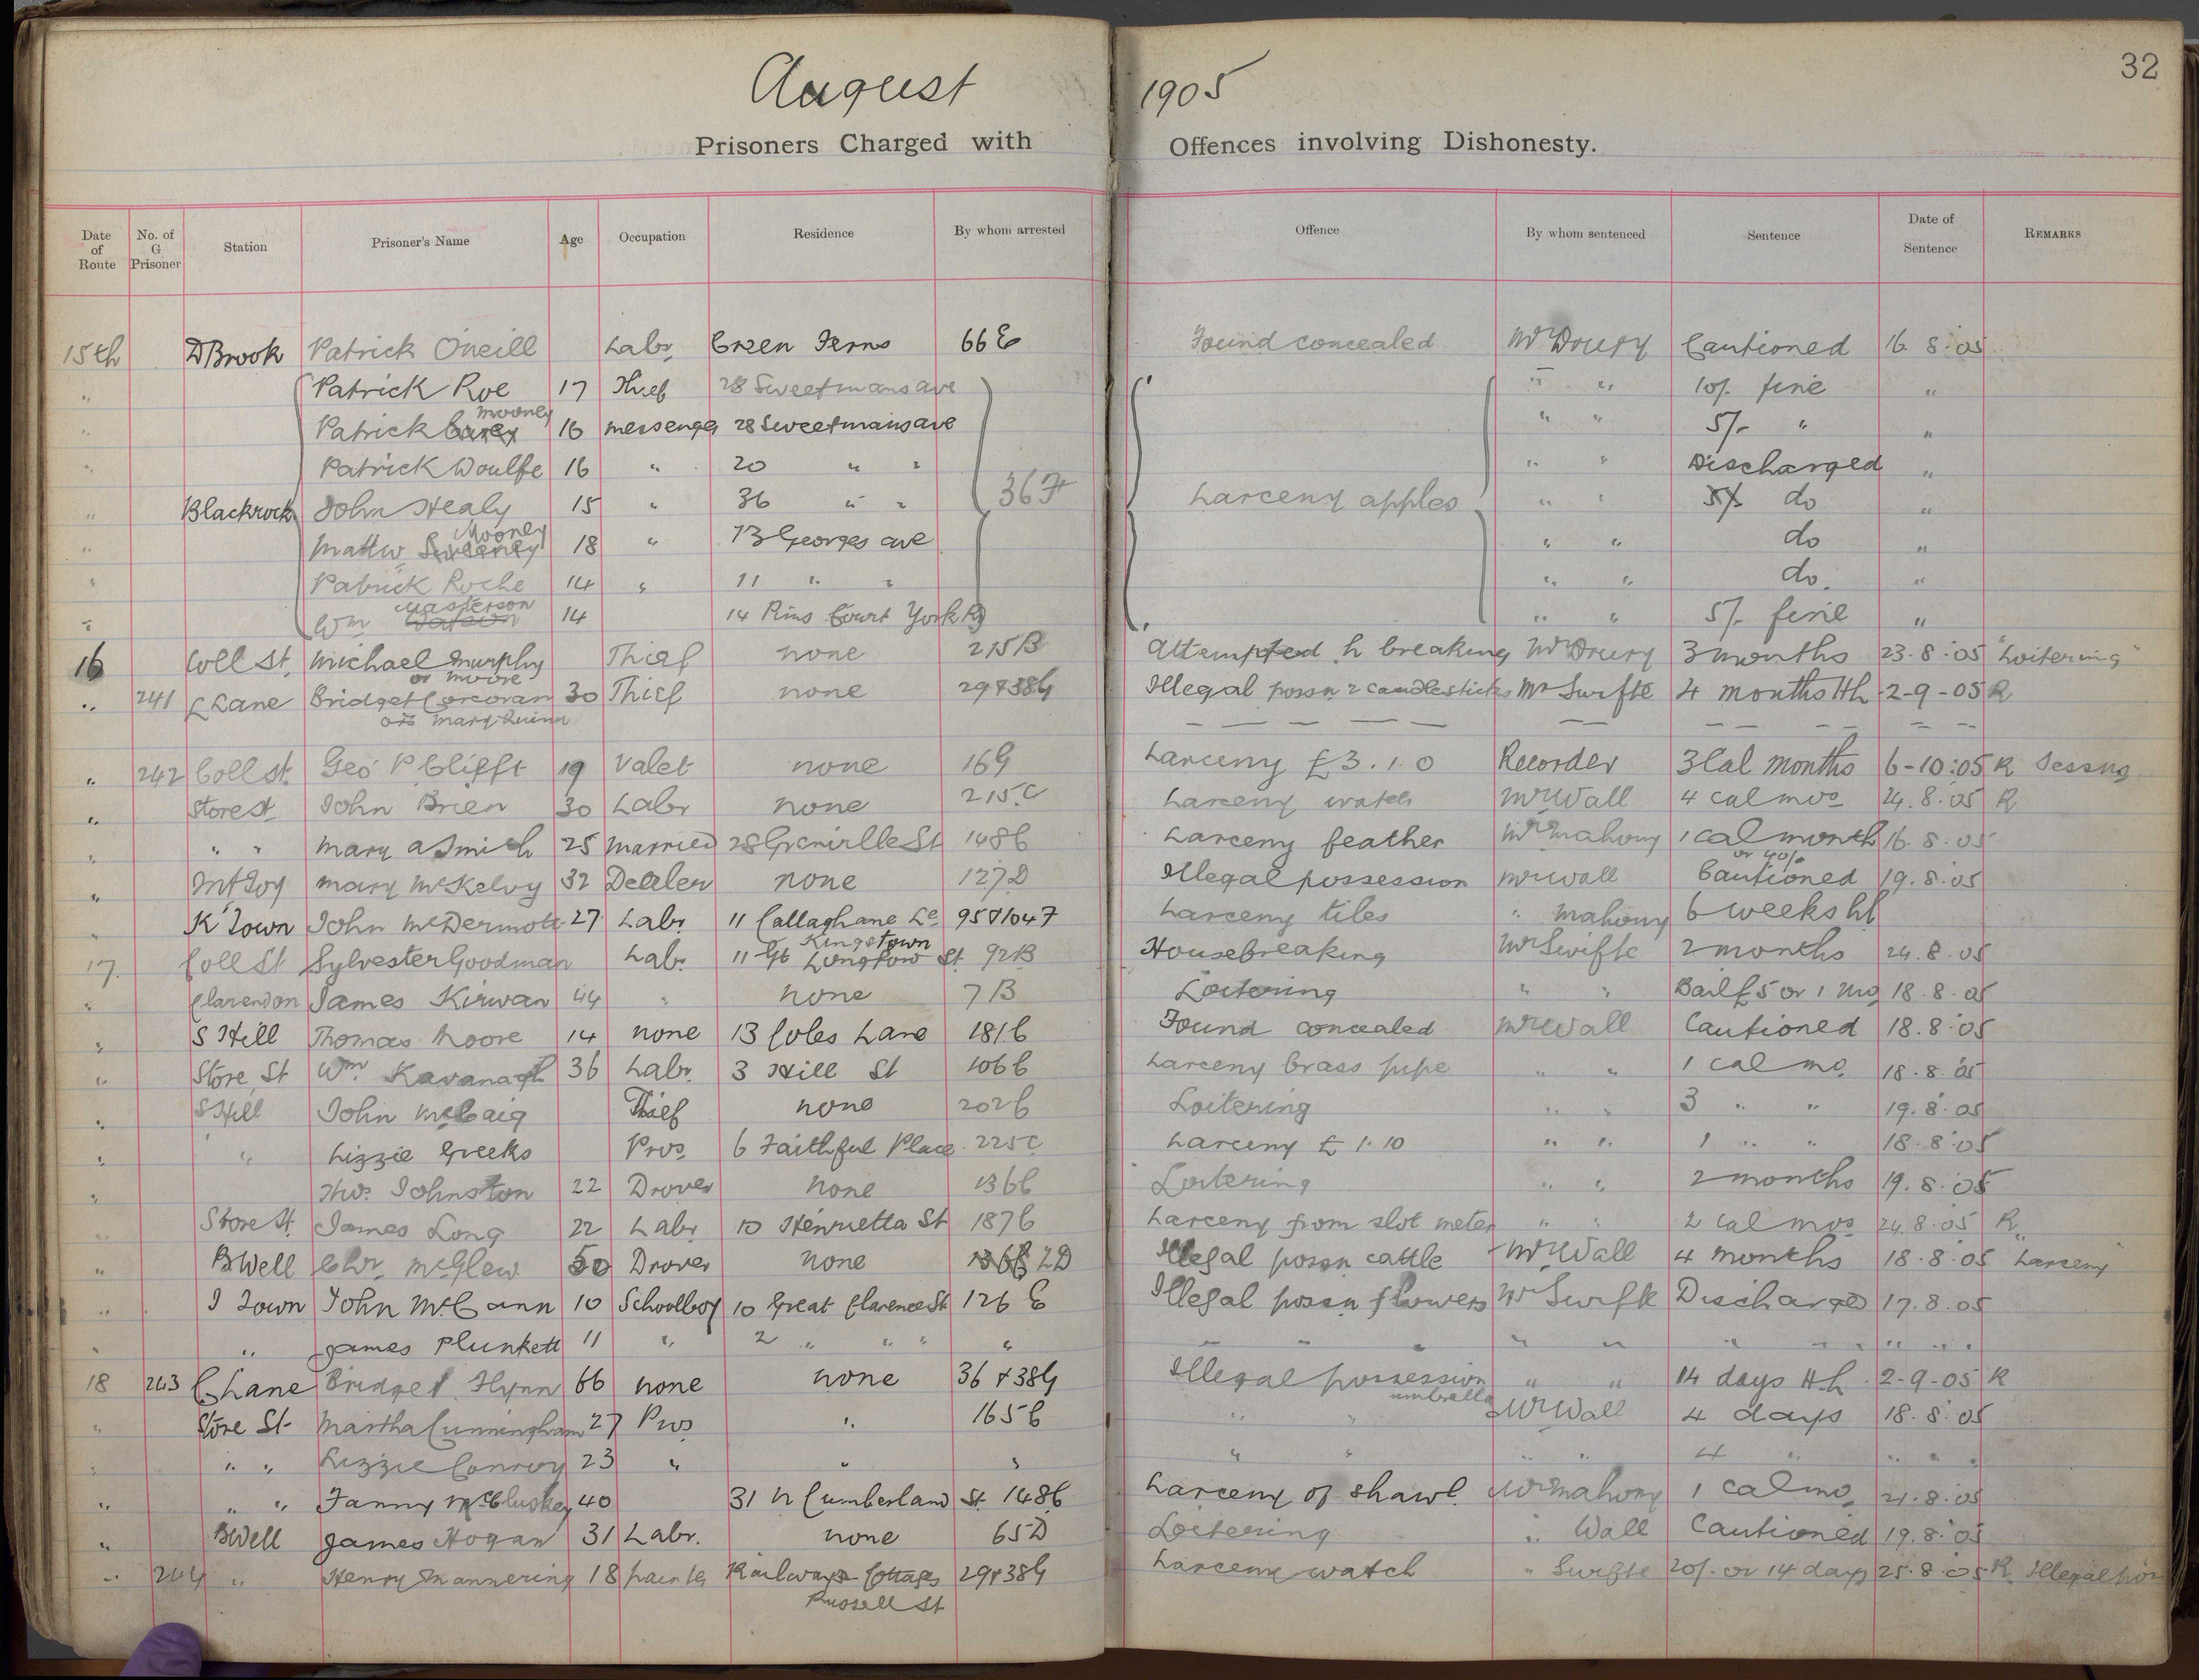 August 1905
32
Prisoners Charged with Offences involving Dishonesty.
Date of Route No. of G Prisoner Station Prisoner's Name Age Occupation Residence By whom arrested Offence By whom sentenced Sentence Date of Sentence REMARKS
15th DBrook Patrick Oneill Labr Green Ferns 66 E Found concealed Mr Drury Cautioned 16. 8.05
" Patrick Roe 17 Thief 28 Sweetmans ave " " 10/. fine "
" Patrick Carey Mooney 16 messenger 28 Sweetmans ave " " 5/- " "
" Patrick Woulfe 16 " 20 " " " " Discharged "
" Blackrock John Healy 15 " 36 " " 36 F Larceny apples " " 5/- do "
" Mattw Sweeney Mooney 18 " 13 Georges ave " " do "
" Patrick Roche 14 " 11 " " " " do. "
" Wm Watson Masterson 14 14 Pims Court York Rd " " 5/. fine "
16 Coll St. Michael Murphy or Moore Thief none 215 B Attempted h breaking Mr Drury 3 months 23.8.05 "Loitering"
" 241 C Lane Bridget Corcoran ors Mary Quinn 30 Thief none 29 & 38 G Illegal possn 2 candlesticks Mr Swifte 4 months Hh 2-9-05 R
" 242 Coll st. Geo P Clifft 19 Valet none 16 G Larceny £3.1.0 Recorder 3 Cal months 6-10.05 R
" Store st John Brien 30 Labr none 215 C Larceny watch Mr Wall 4 cal mos 24.8.05 R
" " " Mary A Smith 25 Married 28 Grenville St 148 C Larceny feather Mr Mahony 1 cal month or 40/- 16.8.05
" Mtjoy Mary McKelvy 32 Dealer none 127 D Illegal possession Mr Wall Cautioned 19.8.05
" K Town John McDermott 27 Labr 11 Callaghane Le Kingstown 95 & 104 F Larceny tiles " Mahony 6 weeks hl
17. Coll St Sylvester Goodman Labr. 11 Gt Longford St 92 B Housebreaking Mr Swifte 2 months 24.8.05
" Clarendon James Kirwan 44 " none 7 B Loitering " " Bail £5 or 1 mo 18.8.05
" S Hill Thomas Moore 14 none 13 Coles Lane 181 C Found concealed Mr Wall Cautioned 18.8.05
" Store St Wm Kavanagh 36 Labr. 3 Hill St 106 C Larceny brass pipe " " 1 cal mo. 18.8.05
" S Hill John McCaig Thief none 202 C Loitering " " 3 " " 19.8.05
" " Lizzie Greeks Pros 6 Faithful Place 225 C Larceny £1.10 " " 1 " " 18.8.05
" Thos. Johnston 22 Drover none 136 C Loitering " " 2 months 19.8.05
" Store St. James Long 22 Labr 10 Henrietta St 187 C Larceny from slot meter " " 2 cal mos 24.8.05 R "
" BWell Chr. McGlew 50 Drover none 2 D Illegal possn cattle Mr Wall 4 months 18.8.05 Larceny"
" I Town John McCann 10 Schoolboy 10 Great Clarence St 126 E Illegal possn flowers Mr Swifte Discharged 17.8.05
" " James Plunkett 11 " 2 " " " " " " " " " " " "
18 243 C Lane Bridget Flynn 66 none none 36 & 38 G Illegal possession umbrella " " 14 days H.h. 2-9-05 R
" Store St Martha Cunningham 27 Pros " 165 C " " Mr Wall 4 days 18.8.05
" " " Lizzie Conroy 23 " " " " " " " 4 " " " "
" " " Fanny McCluskey 40 31 N Cumberland St 148 C Larceny of shawl. Mr Mahony 1 cal mo. 21.8.05
" BWell James Hogan 31 Labr. none 65 D Loitering " Wall Cautioned 19.8.05
" 244 " Henry Mannering 18 painter Railways Cottages 29 & 38 G Larceny watch " Swifte 20/. or 14 days 25.8.05 R. Illegal
Russell St